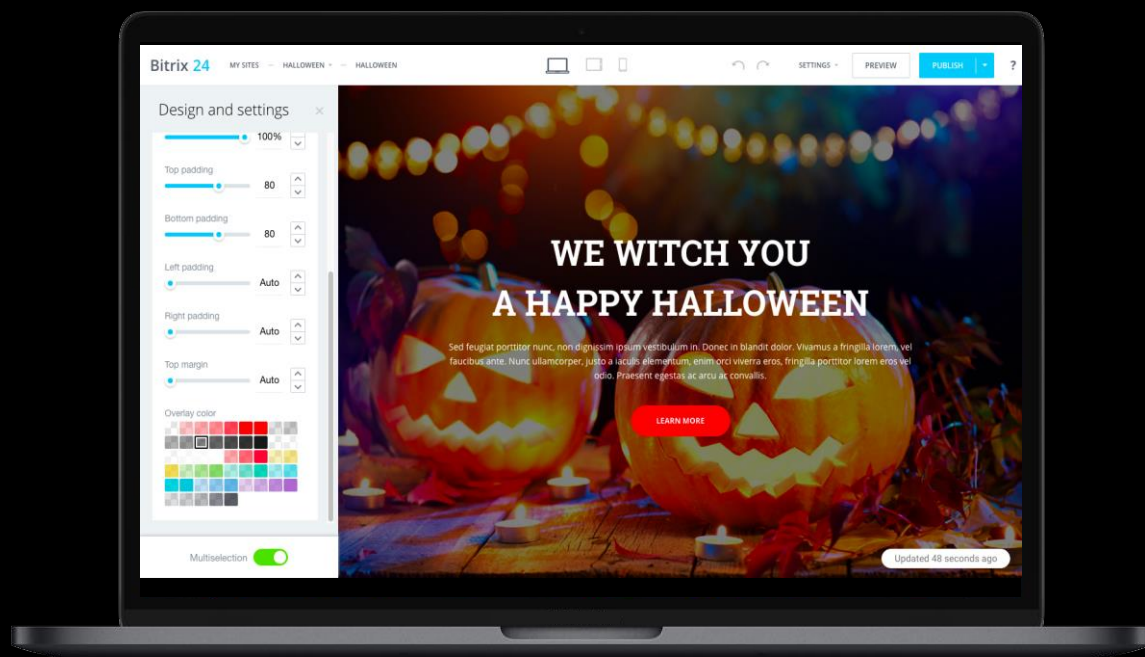 Bitrix 24
MY SITES – HALLOWEEN – HALLOWEEN
SETTINGS
PREVIEW
PUBLISH
?
Design and settings
100%
Top padding
80
Bottom padding
80
Left padding
Auto
Right padding
Auto
Top margin
Auto
Overlay color
Multiselection
WE WITCH YOU
A HAPPY HALLOWEEN
Sed feugiat porttitor nunc, non dignissim ipsum vestibulum in. Donec in blandit dolor. Vivamus a fringilla lorem, vel
faucibus ante. Nunc ullamcorper, justo a iaculis elementum, enim orci viverra eros, fringilla porttitor lorem eros vel
odio. Praesent egestas ac arcu ac convallis.
LEARN MORE
Updated 48 seconds ago